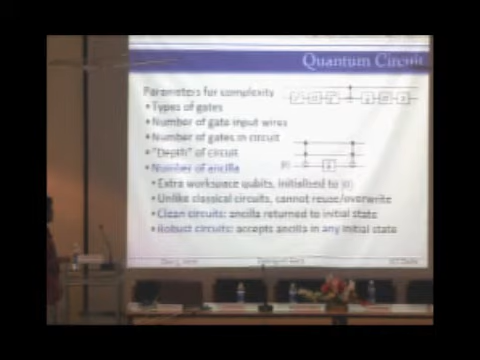 Quantum Circuit
Parameters for complexity
• Types of gates
• Number of gate input wires
• Number of gates in circuit
• "Depth" of circuit
• Number of ancilla
• Extra workspace qubits, initialised to |0⟩
• Unlike classical circuits, cannot reuse/overwrite
• Clean circuits: ancilla returned to initial state
• Robust circuits: accepts ancilla in any initial state